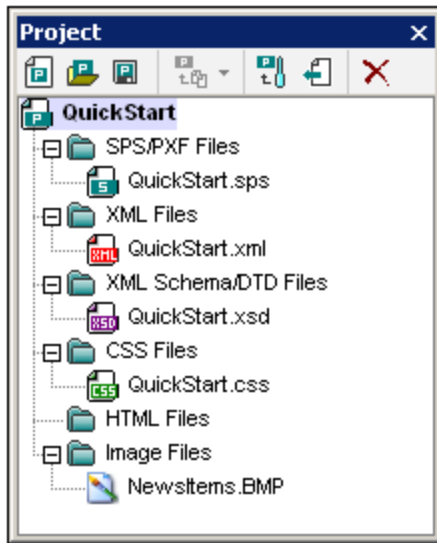 Project
QuickStart
SPS/PXF Files
QuickStart.sps
XML Files
QuickStart.xml
XML Schema/DTD Files
QuickStart.xsd
CSS Files
QuickStart.css
HTML Files
Image Files
NewsItems.BMP